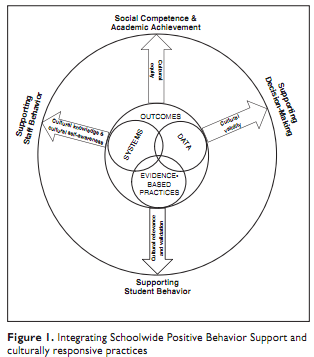 Social Competence &
Academic Achievement
Cultural
equity
Supporting
Staff Behavior
Cultural knowledge &
cultural self-awareness
Supporting
Decision-Making
Cultural
validity
OUTCOMES
SYSTEMS
DATA
EVIDENCE-
BASED
PRACTICES
Cultural relevance
and validation
Supporting
Student Behavior
Figure 1. Integrating Schoolwide Positive Behavior Support and
culturally responsive practices